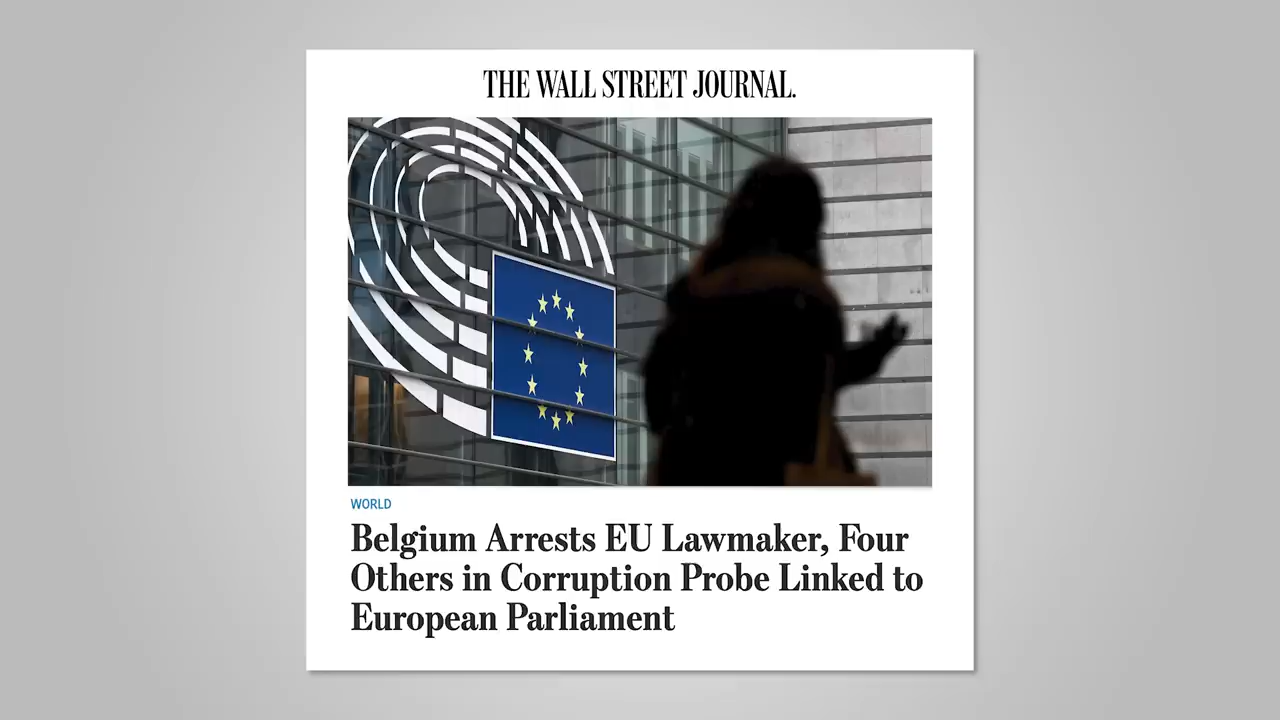 THE WALL STREET JOURNAL.
WORLD
Belgium Arrests EU Lawmaker, Four
Others in Corruption Probe Linked to
European Parliament